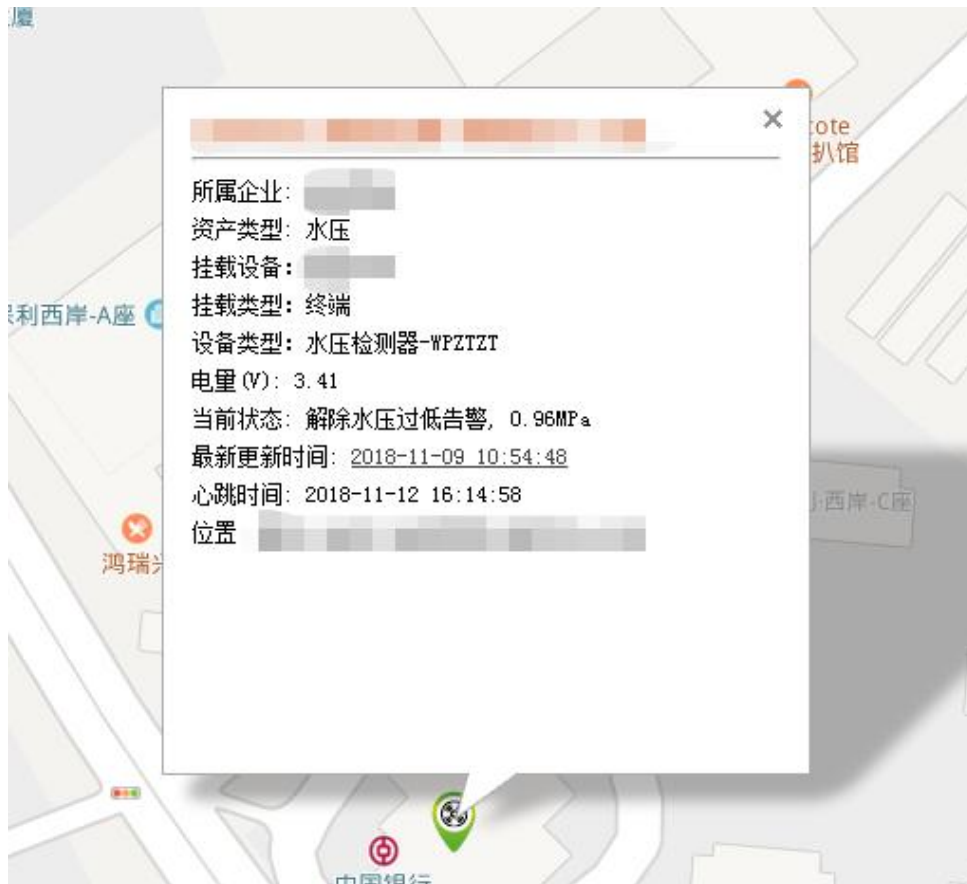 厦
×
cote
扒馆
所属企业:
资产类型: 水压
挂载设备:
挂载类型: 终端
利西岸-A座
设备类型: 水压检测器-WPZTZT
电量(V): 3.41
当前状态: 解除水压过低告警, 0.96MPa
最新更新时间: 2018-11-09 10:54:48
心跳时间: 2018-11-12 16:14:58
西岸-C座
位置
鸿瑞兴
中国银行